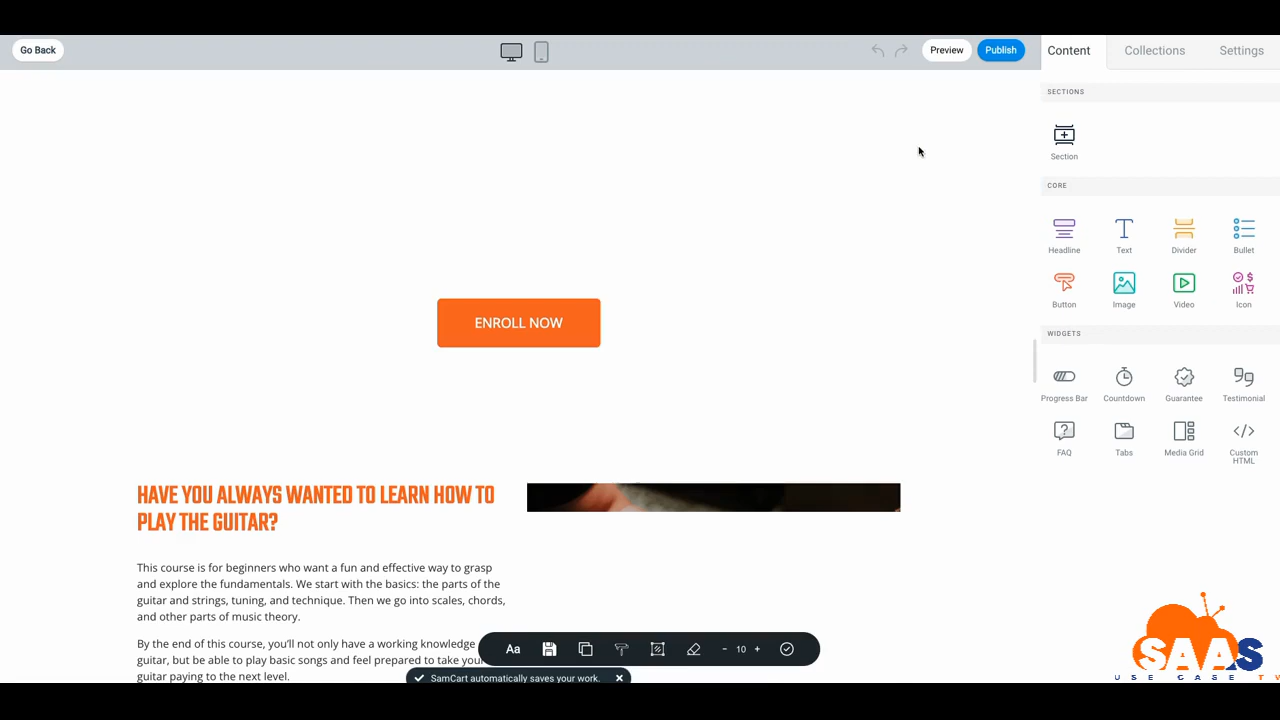 Go Back
Preview
Publish
Content
Collections
Settings
SECTIONS
Section
CORE
Headline
Text
Divider
Bullet
Button
Image
Video
Icon
WIDGETS
Progress Bar
Countdown
Guarantee
Testimonial
FAQ
Tabs
Media Grid
Custom
HTML
ENROLL NOW
HAVE YOU ALWAYS WANTED TO LEARN HOW TO
PLAY THE GUITAR?
This course is for beginners who want a fun and effective way to grasp
and explore the fundamentals. We start with the basics: the parts of the
guitar and strings, tuning, and technique. Then we go into scales, chords,
and other parts of music theory.
By the end of this course, you'll not only have a working knowledge
guitar, but be able to play basic songs and feel prepared to take your
guitar paying to the next level.
Aa
- 10 +
SamCart automatically saves your work.
SAAS
USE CASE TV